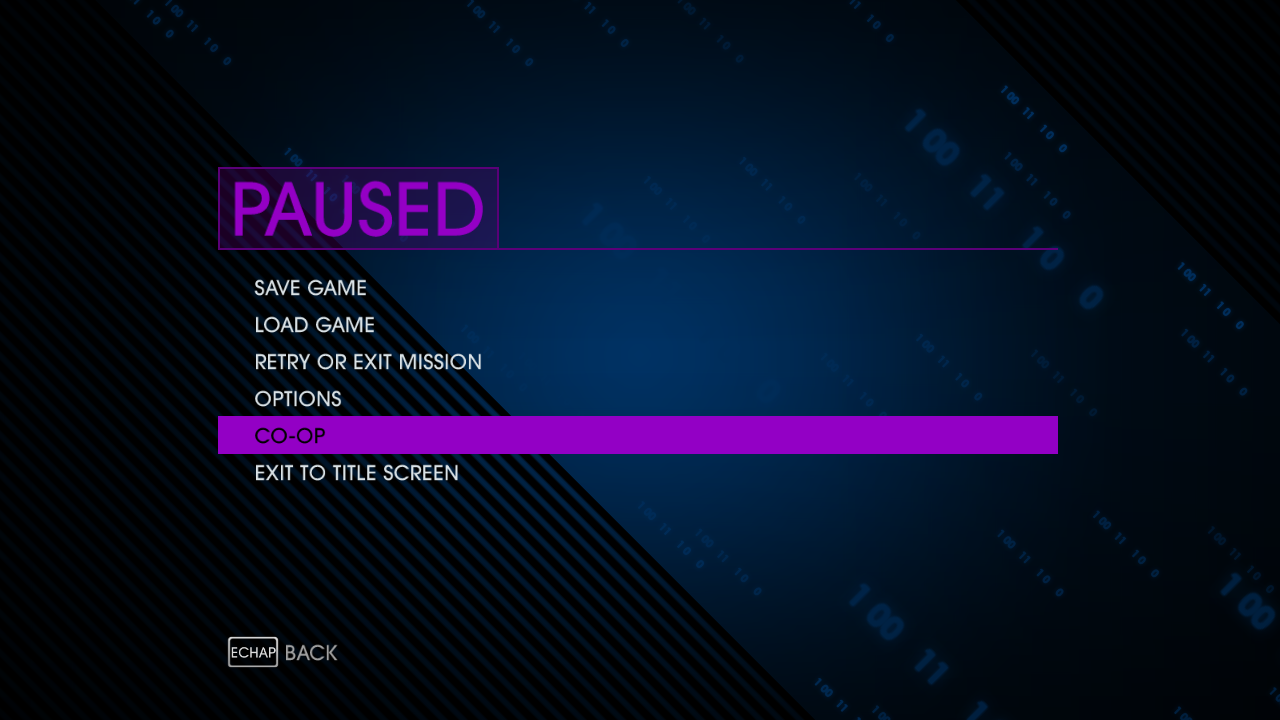 PAUSED
SAVE GAME
LOAD GAME
RETRY OR EXIT MISSION
OPTIONS
CO-OP
EXIT TO TITLE SCREEN
ECHAP BACK